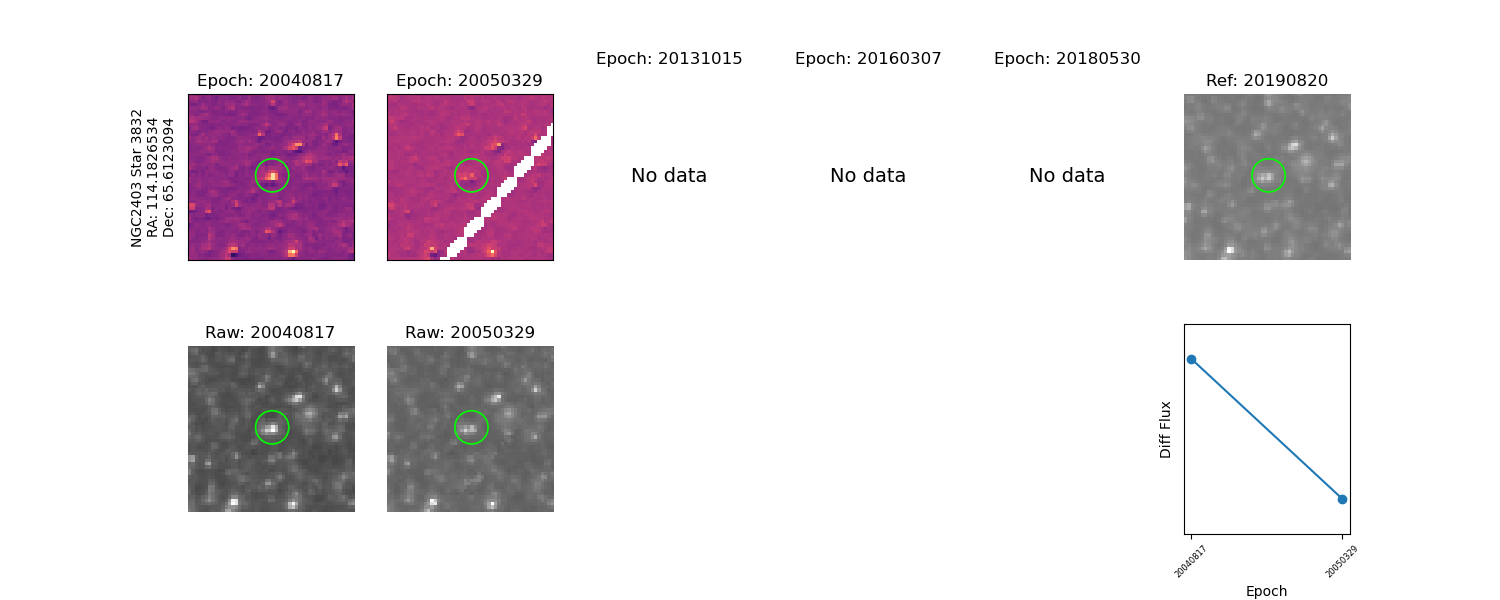 Epoch: 20040817
Epoch: 20050329
Epoch: 20131015
Epoch: 20160307
Epoch: 20180530
Ref: 20190820
NGC2403 Star 3832
RA: 114.1826534
Dec: 65.6123094
No data
No data
No data
Raw: 20040817
Raw: 20050329
Diff Flux
20040817
20050329
Epoch